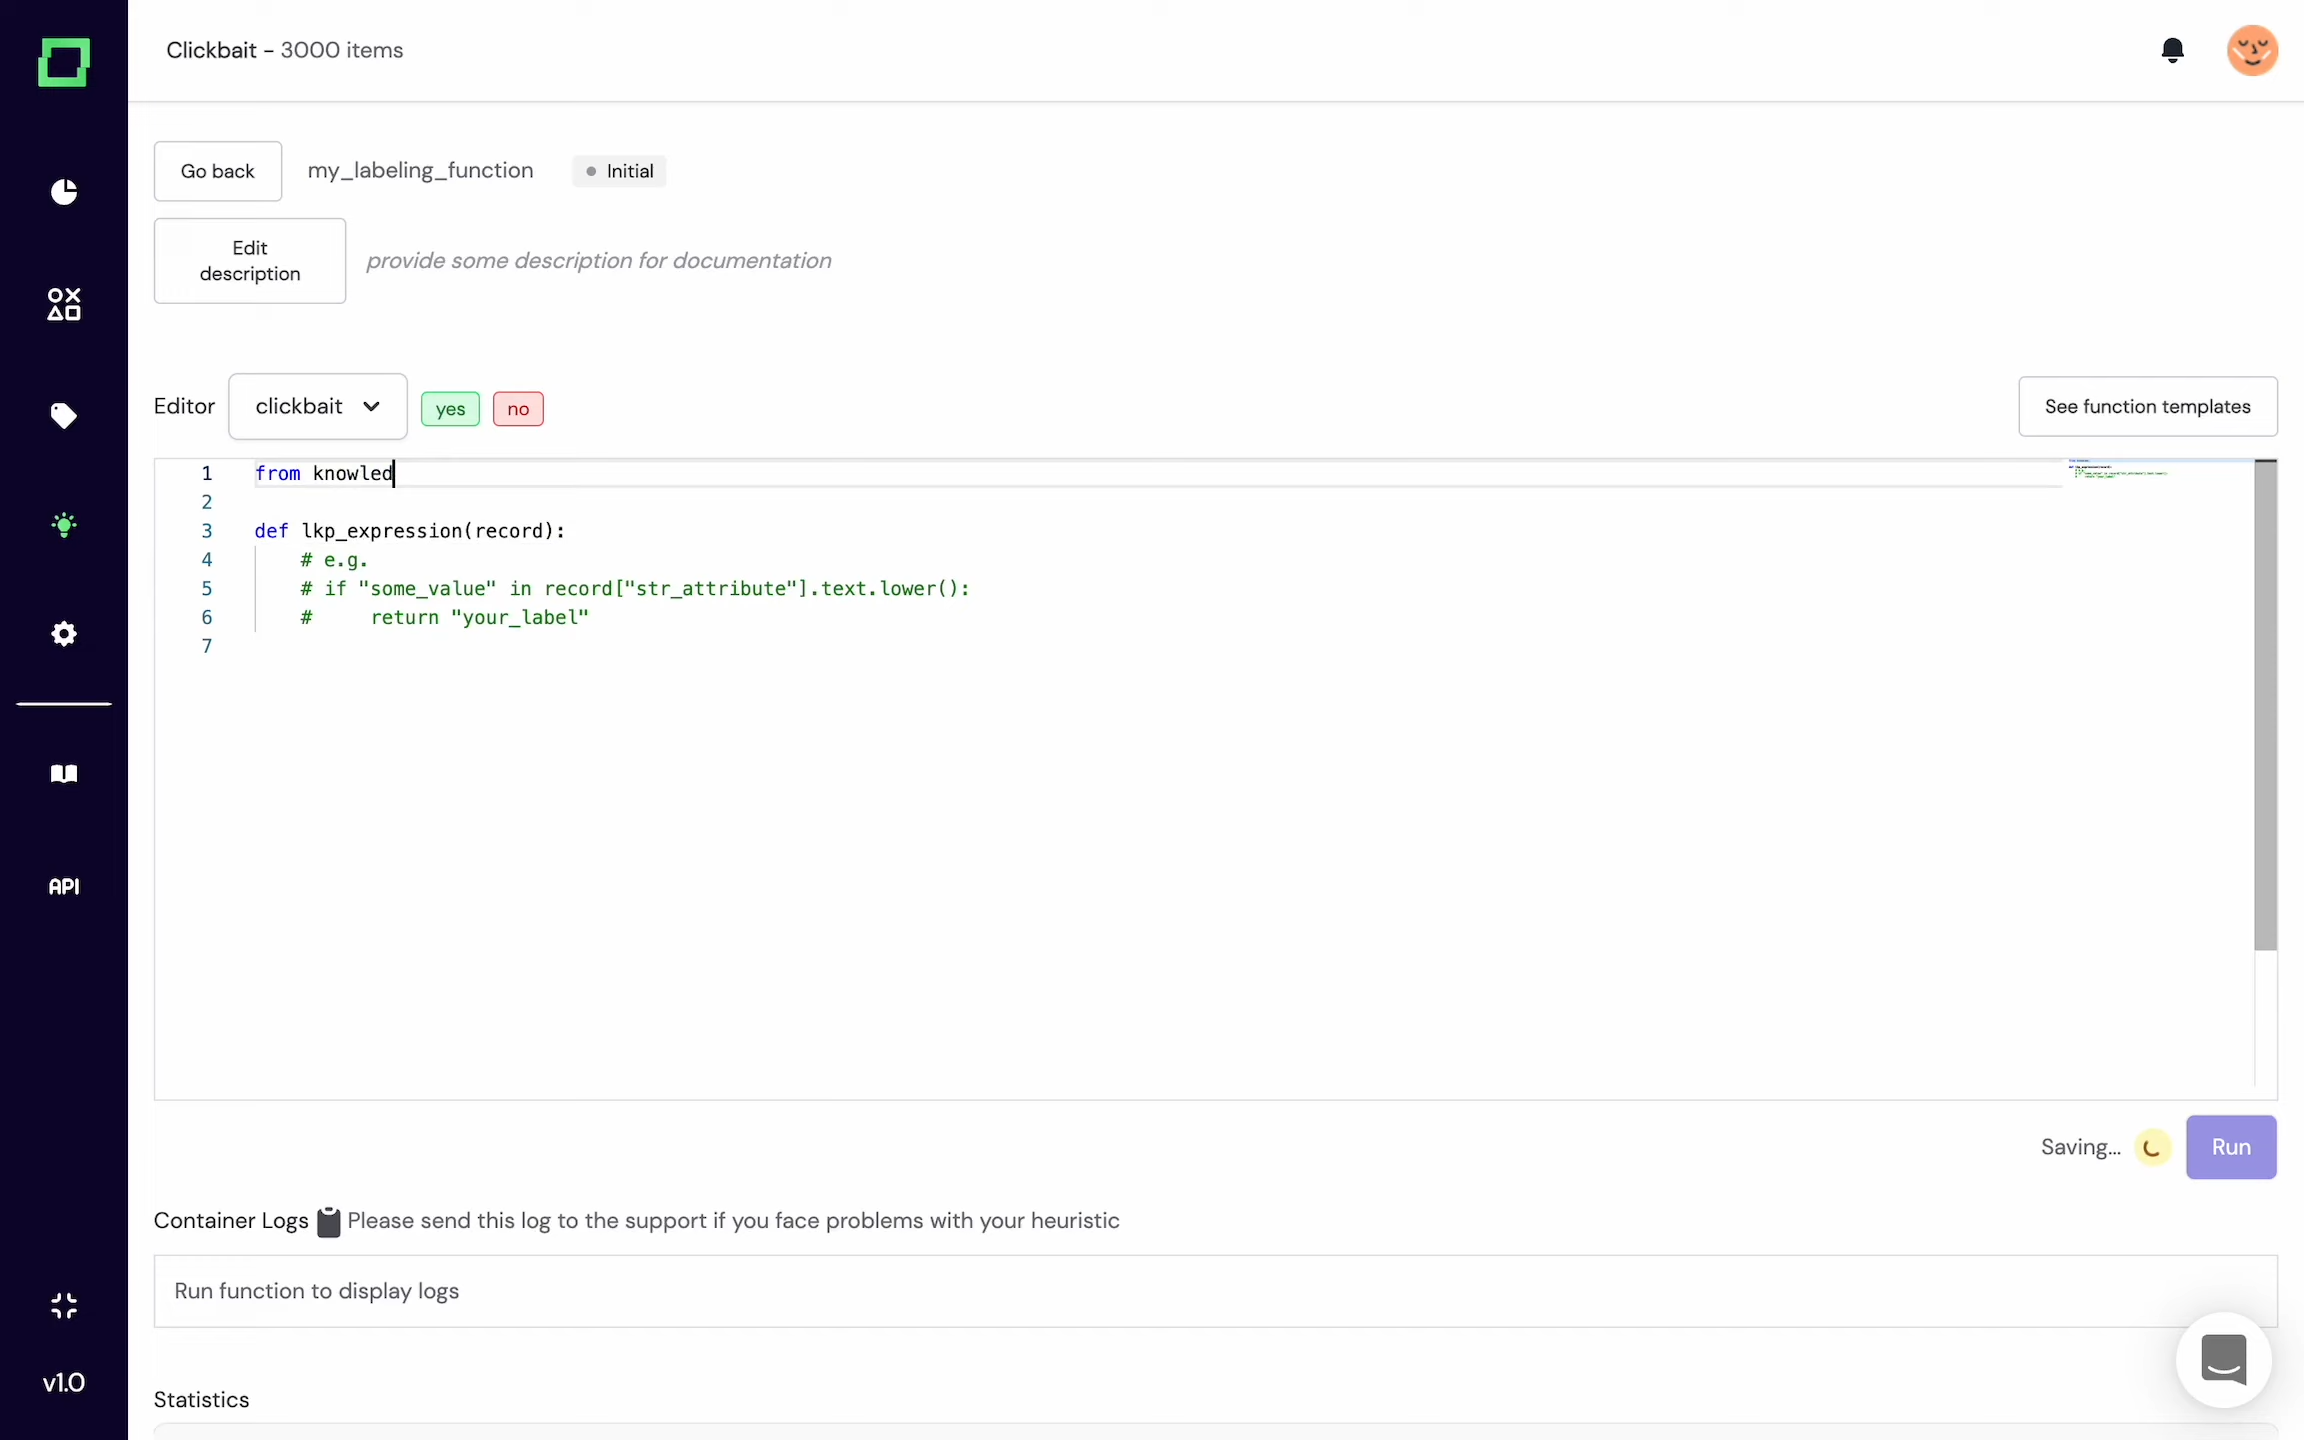 Clickbait - 3000 items
Go back
my_labeling_function
Initial
Edit
description
provide some description for documentation
Editor
clickbait
yes
no
See function templates
1 from knowled
2
3 def lkp_expression(record):
4     # e.g.
5     # if "some_value" in record["str_attribute"].text.lower():
6     #     return "your_label"
7
API
Saving...
Run
Container Logs
Please send this log to the support if you face problems with your heuristic
Run function to display logs
v1.0
Statistics